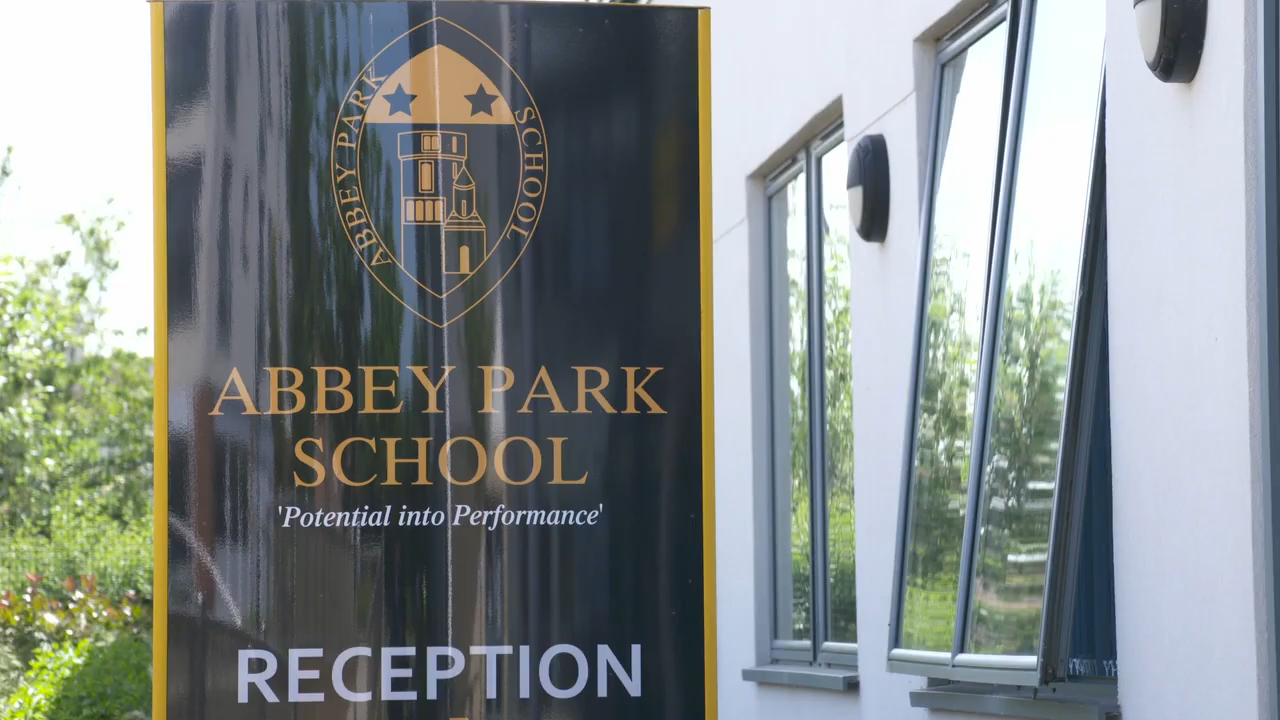 ABBEY PARK SCHOOL
ABBEY PARK
SCHOOL
'Potential into Performance'
RECEPTION